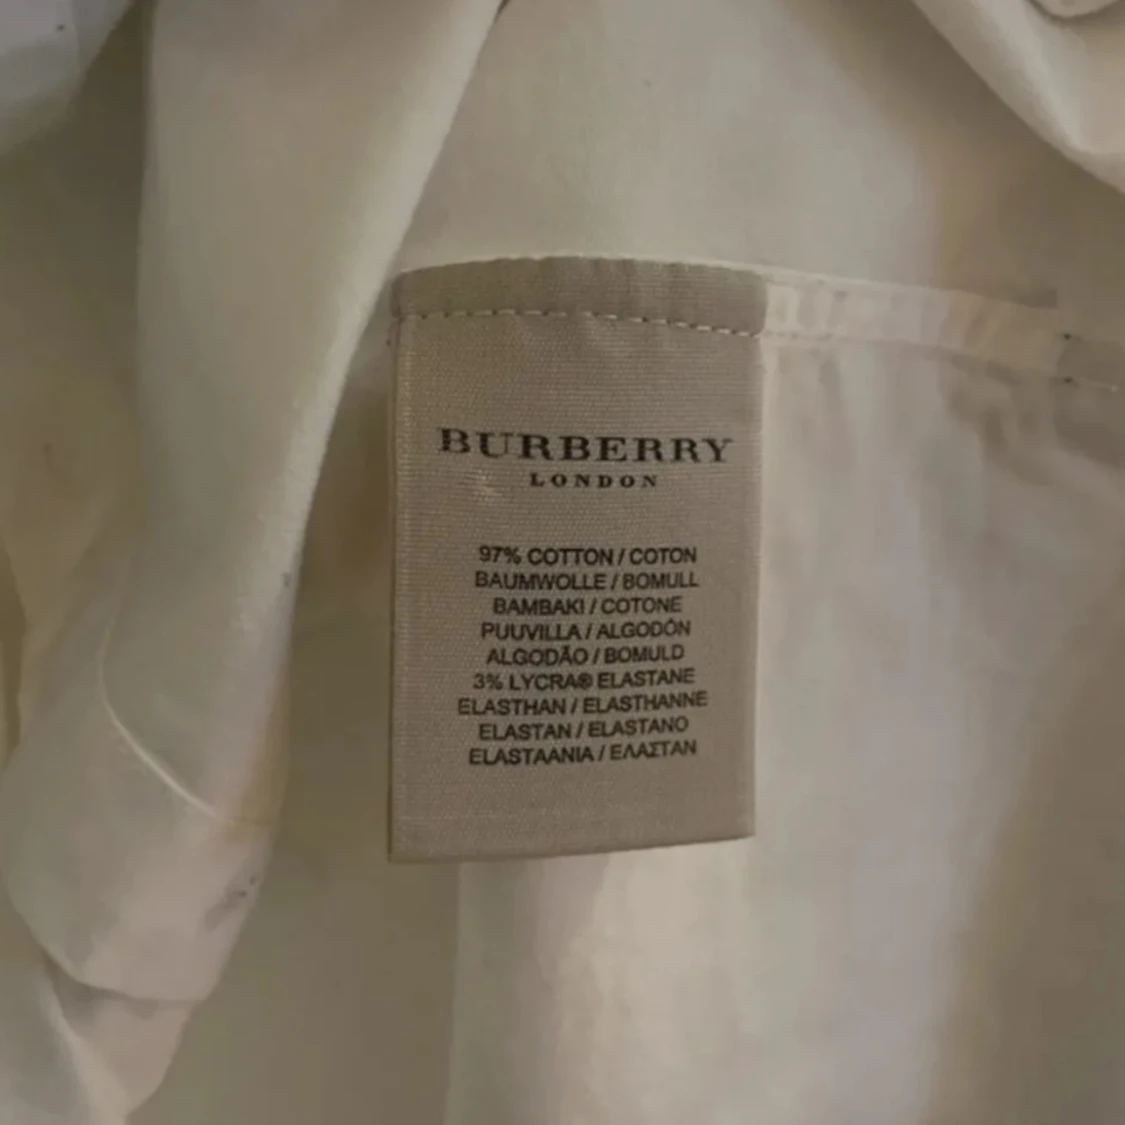 BURBERRY
LONDON
97% COTTON / COTON
BAUMWOLLE / BOMULL
BAMBAKI / COTONE
PUUVILLA / ALGODÓN
ALGODÃO / BOMULD
3% LYCRA® ELASTANE
ELASTHAN / ELASTHANNE
ELASTAN / ELASTANO
ELASTAANIA / ΕΛΑΣΤΑΝ